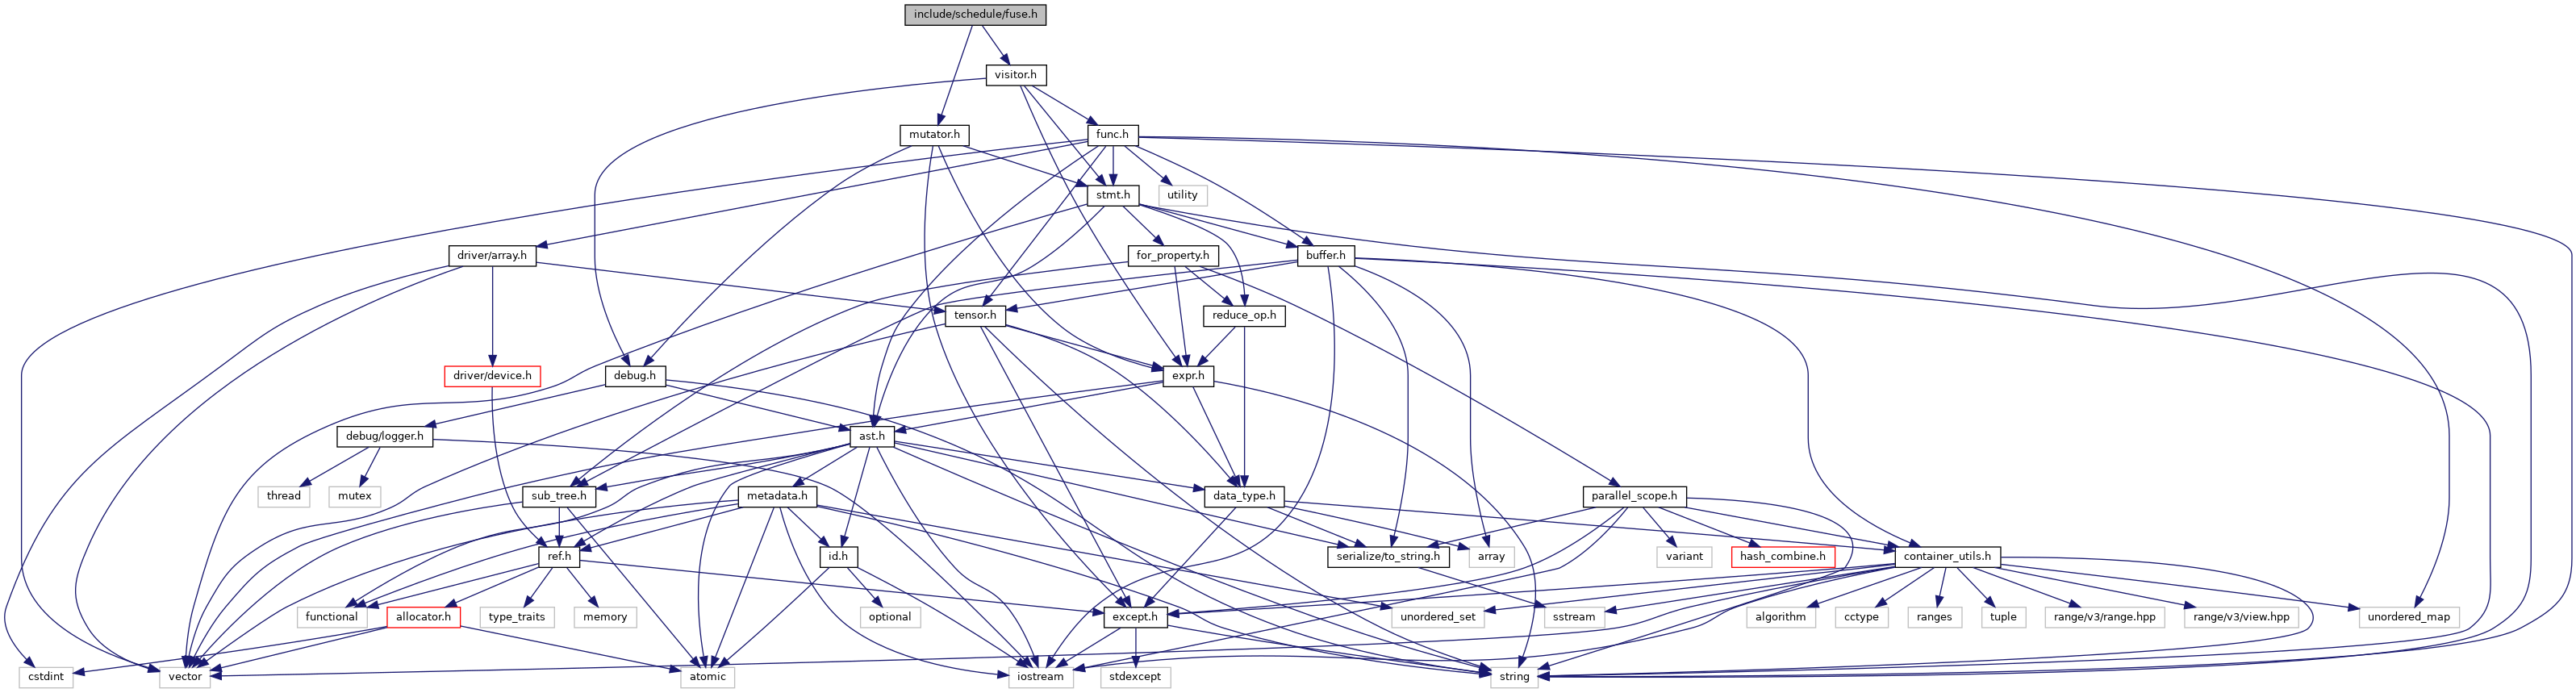 include/schedule/fuse.h
visitor.h
mutator.h
func.h
stmt.h
utility
driver/array.h
for_property.h
buffer.h
tensor.h
reduce_op.h
driver/device.h
debug.h
expr.h
debug/logger.h
ast.h
thread
mutex
sub_tree.h
metadata.h
data_type.h
parallel_scope.h
ref.h
id.h
serialize/to_string.h
array
variant
hash_combine.h
container_utils.h
functional
allocator.h
type_traits
memory
optional
except.h
unordered_set
sstream
algorithm
cctype
ranges
tuple
range/v3/range.hpp
range/v3/view.hpp
unordered_map
cstdint
vector
atomic
iostream
stdexcept
string